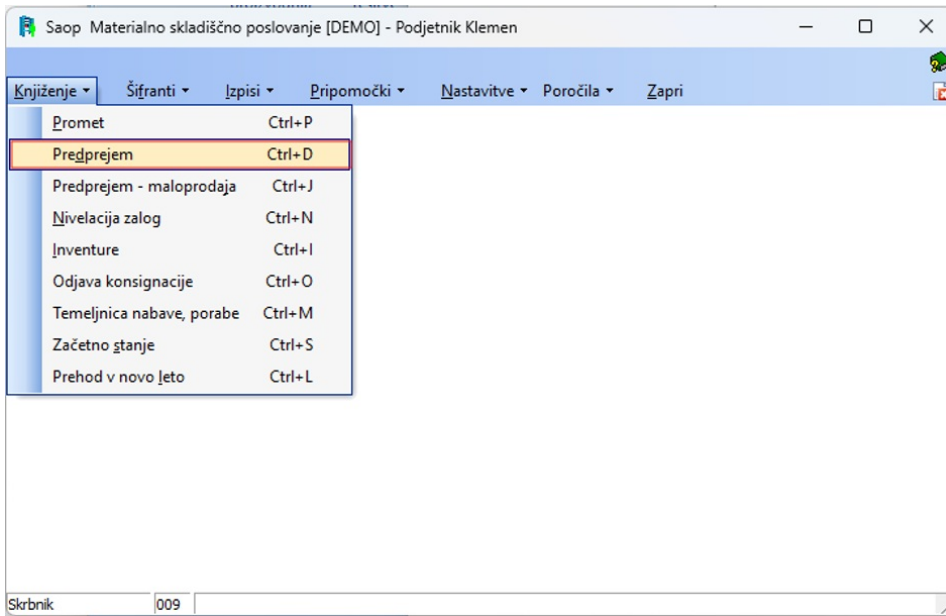 Saop Materialno skladiščno poslovanje [DEMO] - Podjetnik Klemen
Knjiženje Šifranti Izpisi Pripomočki Nastavitve Poročila Zapri
Promet Ctrl+P
Predprejem Ctrl+D
Predprejem - maloprodaja Ctrl+J
Nivelacija zalog Ctrl+N
Inventure Ctrl+I
Odjava konsignacije Ctrl+O
Temeljnica nabave, porabe Ctrl+M
Začetno stanje Ctrl+S
Prehod v novo leto Ctrl+L
Skrbnik 009